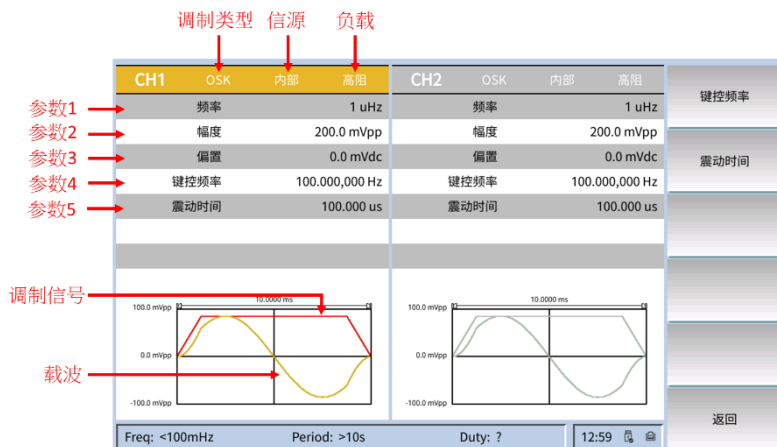 调制类型 信源 负载
CH1 OSK 内部 高阻 CH2 OSK 内部 高阻
键控频率
参数1 频率 1 uHz 频率 1 uHz
参数2 幅度 200.0 mVpp 幅度 200.0 mVpp
参数3 偏置 0.0 mVdc 偏置 0.0 mVdc
震动时间
参数4 键控频率 100.000,000 Hz 键控频率 100.000,000 Hz
参数5 震动时间 100.000 us 震动时间 100.000 us
调制信号
10.0000 ms 10.0000 ms
100.0 mVpp 100.0 mVpp
0.0 mVpp 0.0 mVpp
载波
-100.0 mVpp -100.0 mVpp
返回
Freq: <100mHz Period: >10s Duty: ? 12:59